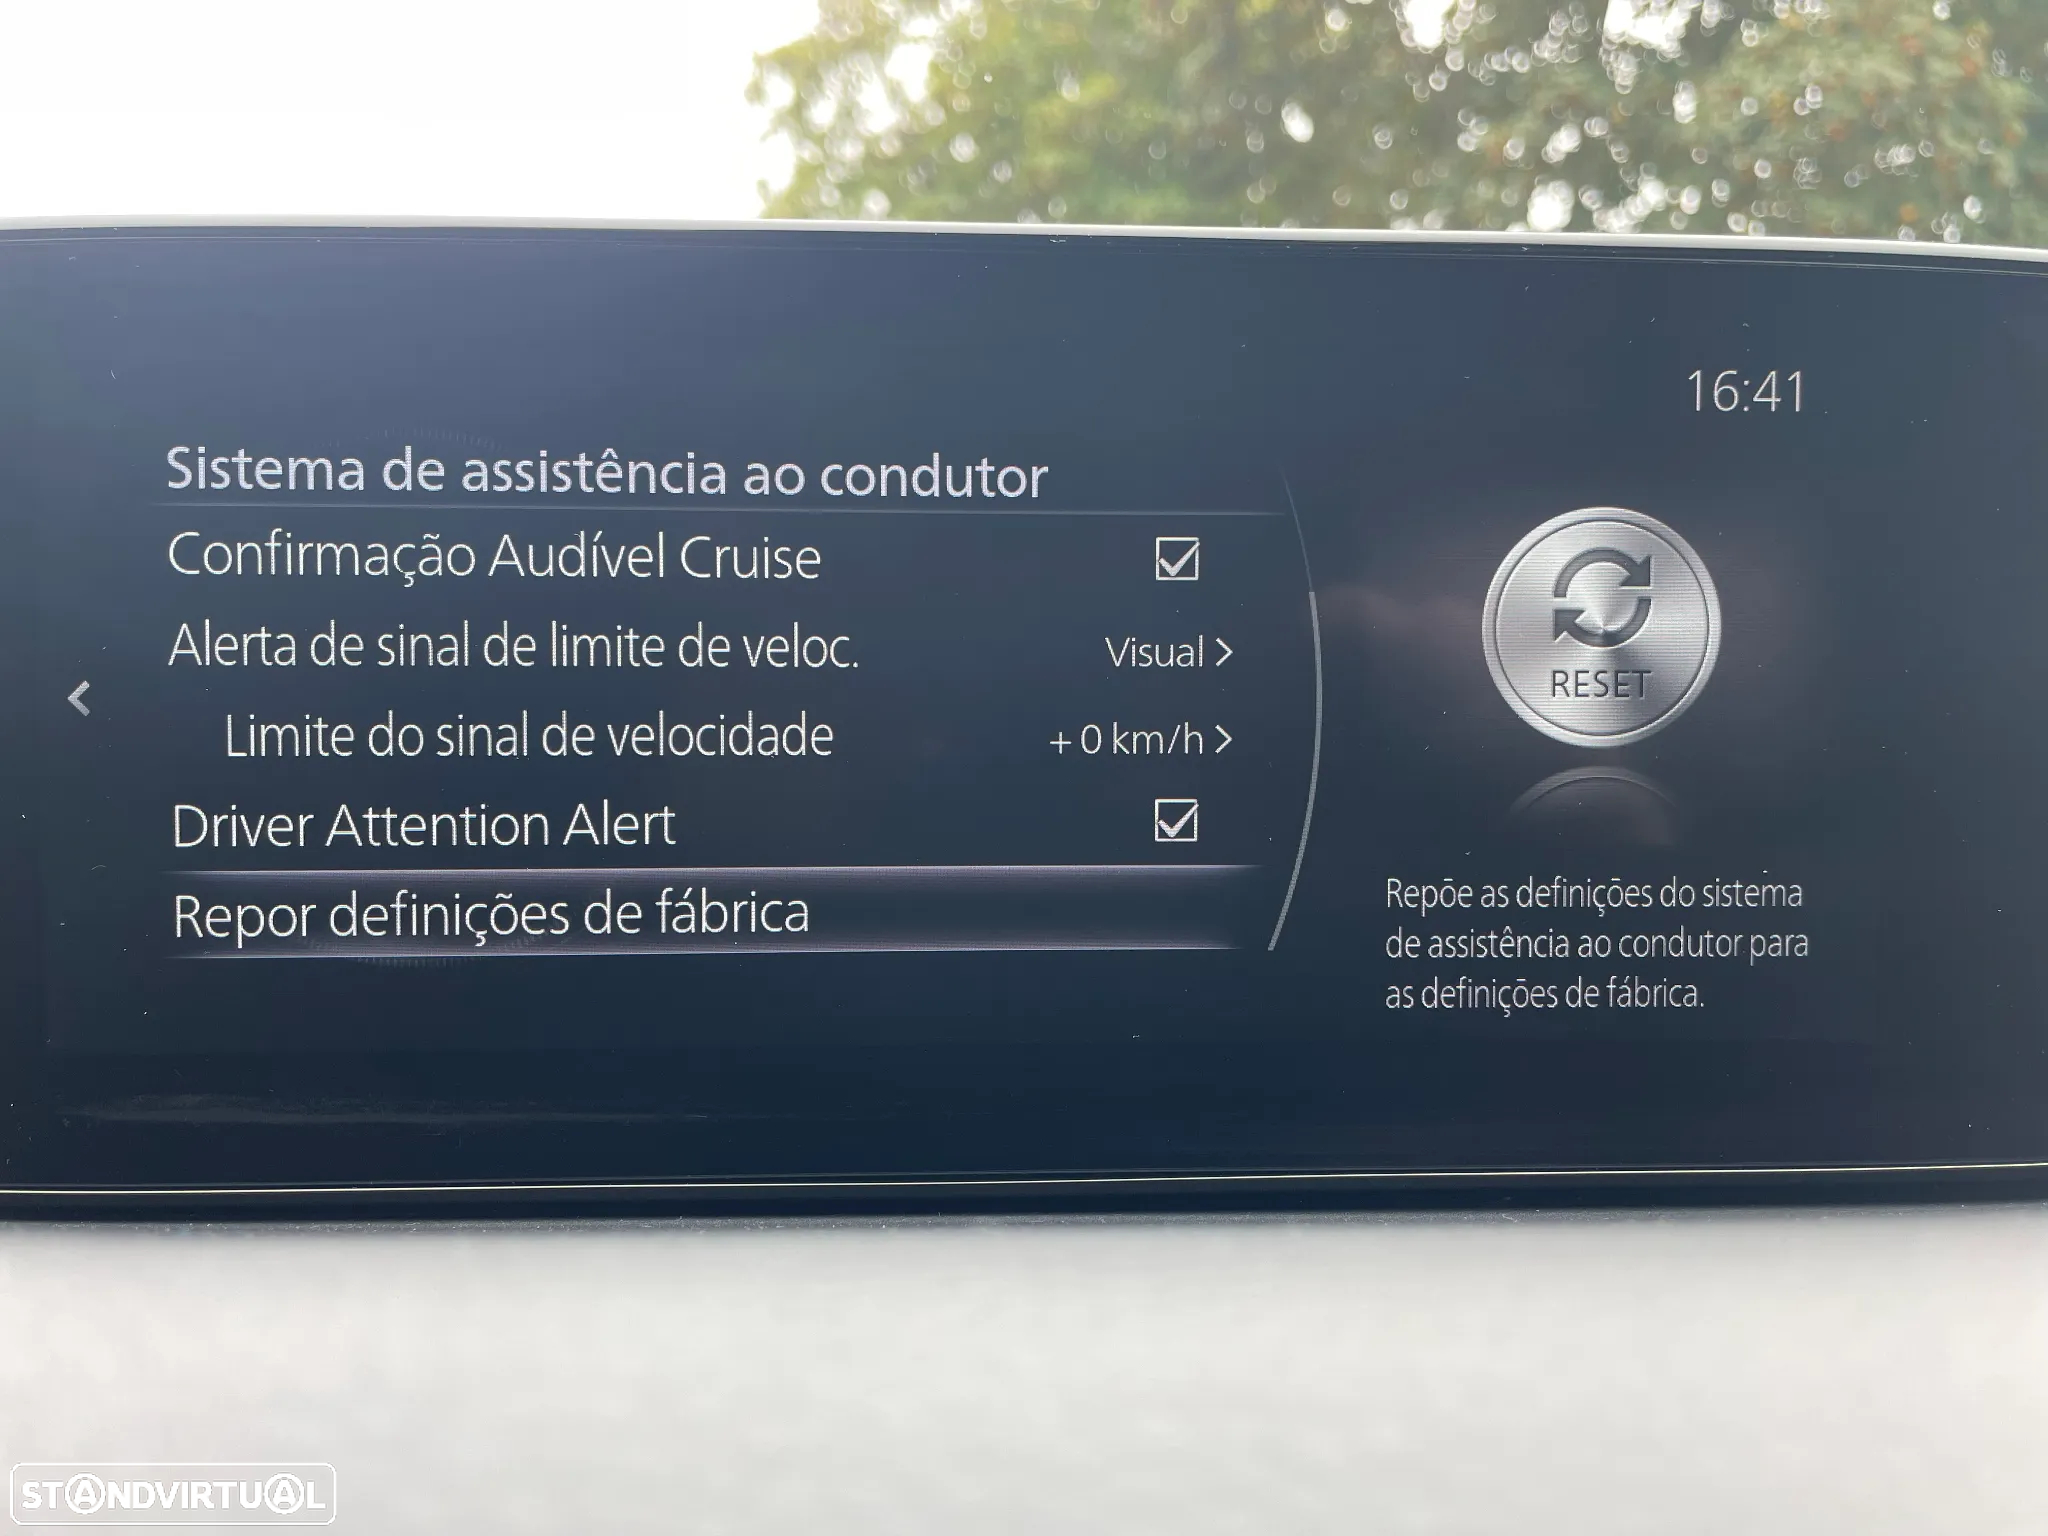 16:41
Sistema de assistência ao condutor
Confirmação Audível Cruise
Alerta de sinal de limite de veloc. Visual >
Limite do sinal de velocidade +0 km/h >
Driver Attention Alert
Repor definições de fábrica
RESET
Repõe as definições do sistema
de assistência ao condutor para
as definições de fábrica.
STANDVIRTUAL